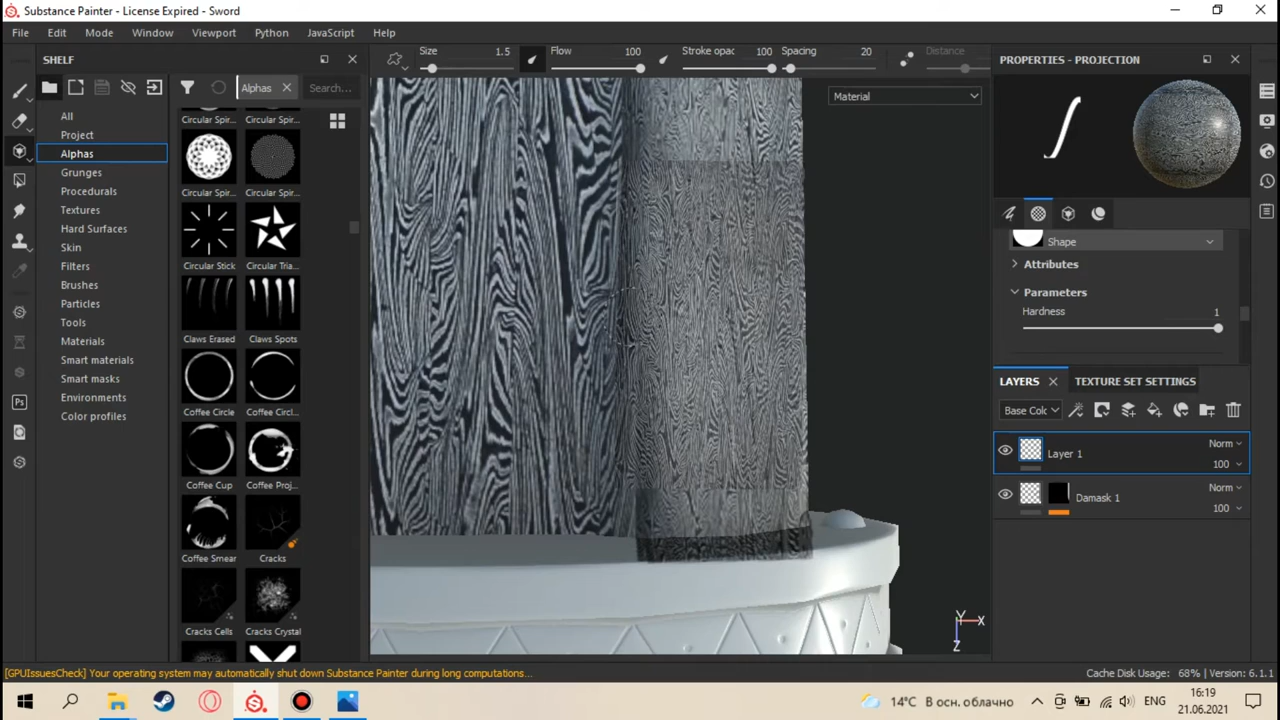 Substance Painter - License Expired - Sword
File Edit Mode Window Viewport Python JavaScript Help
SHELF
Size 1.5 Flow 100 Stroke opac 100 Spacing 20 Distance
PROPERTIES - PROJECTION
Alphas
Search...
Material
All
Project
Alphas
Grunges
Procedurals
Textures
Hard Surfaces
Skin
Filters
Brushes
Particles
Tools
Materials
Smart materials
Smart masks
Environments
Color profiles
Circular Spir... Circular Spir...
Circular Spir... Circular Spir...
Circular Stick Circular Tria...
Claws Erased Claws Spots
Coffee Circle Coffee Circl...
Coffee Cup Coffee Proj...
Coffee Smear Cracks
Cracks Cells Cracks Crystal
Shape
Attributes
Parameters
Hardness 1
LAYERS TEXTURE SET SETTINGS
Base Col
Layer 1 Norm 100
Damask 1 Norm 100
Y X
Z
Ps
[GPUIssuesCheck] Your operating system may automatically shut down Substance Painter during long computations...
Cache Disk Usage: 68% | Version: 6.1.1
14°C В осн. облачно ENG 16:19
21.06.2021